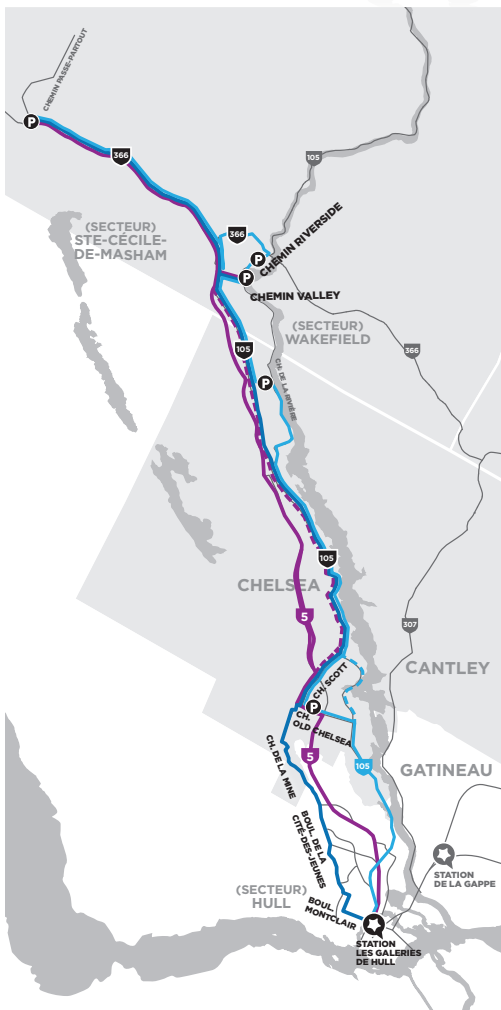 CHEMIN PASSE-PARTOUT
P
366
105
(SECTEUR)
STE-CÉCILE-
DE-MASHAM
366
CHEMIN RIVERSIDE
P
P
CHEMIN VALLEY
(SECTEUR)
WAKEFIELD
105
366
P
CH. DE LA RIVIÈRE
105
CHELSEA
5
307
CANTLEY
CH. SCOTT
P
CH.
OLD CHELSEA
CH. DE LA MINE
5
105
GATINEAU
BOUL. DE LA
CITÉ-DES-JEUNES
STATION
DE LA GAPPE
(SECTEUR)
HULL
BOUL.
MONTCLAIR
STATION
LES GALERIES
DE HULL